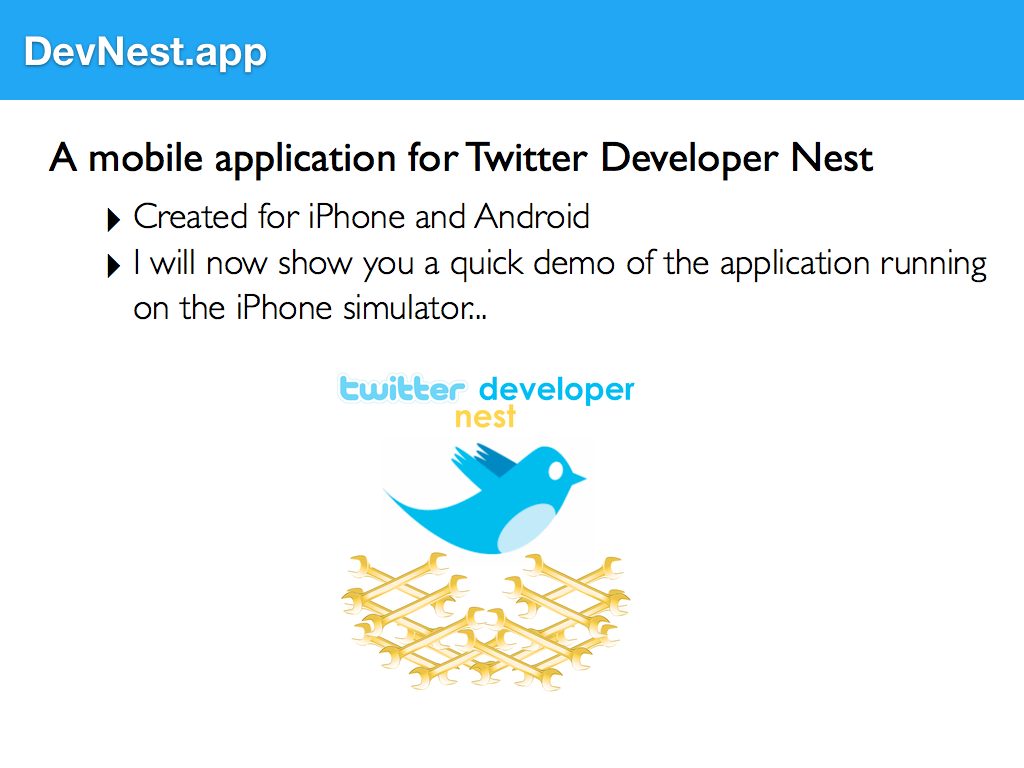 DevNest.app
A mobile application for Twitter Developer Nest
Created for iPhone and Android
I will now show you a quick demo of the application running
on the iPhone simulator...
twitter developer
nest